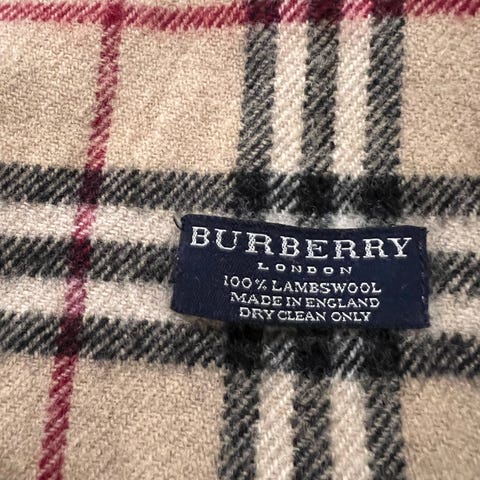 BURBERRY
LONDON
100% LAMBSWOOL
MADE IN ENGLAND
DRY CLEAN ONLY